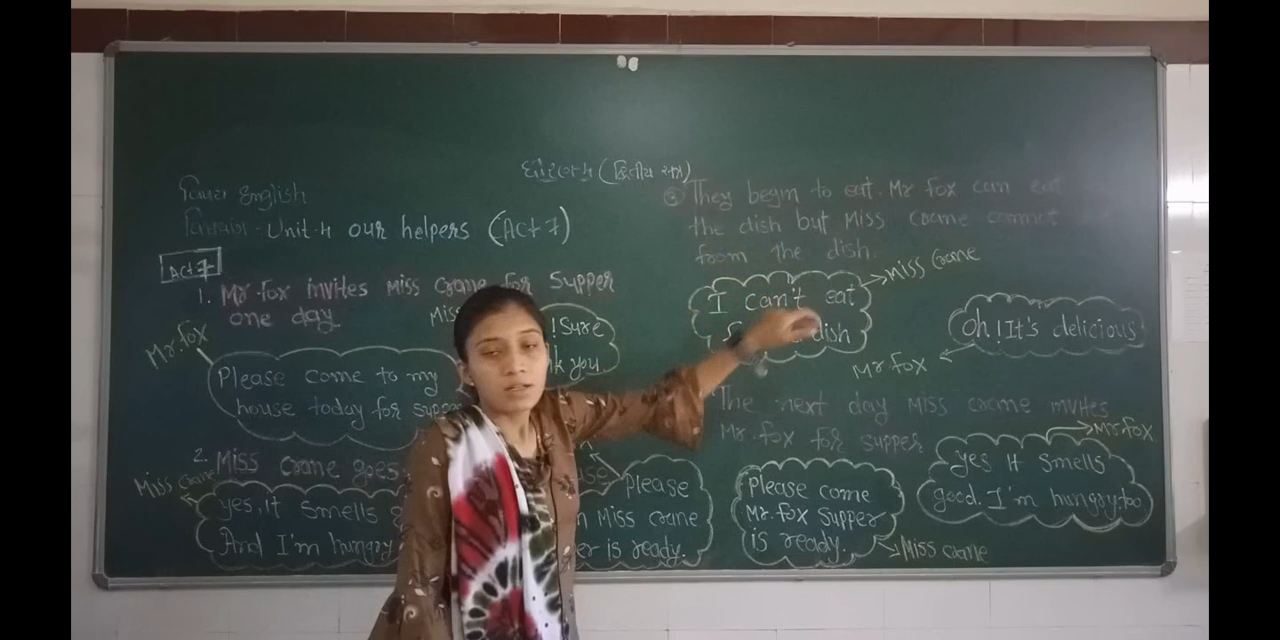 ધોરણ ૫ (દ્વિતીય સત્ર)
વિષય English
વિષયાંગ - Unit-4 our helpers (Act 7)
Act 7
1. Mr. fox invites Miss Crane for Supper
one day
Mr. fox
Please come to my
house today for supper
Miss
! Sure
you
2. Miss Crane goes
Miss Crane
yes, It smells
And I'm hungry
please
Miss Crane
is ready.
They begin to eat. Mr fox can eat
the dish but Miss Crane cannot
from the dish.
I can't eat
dish
Miss Crane
oh! It's delicious
Mr fox
The next day Miss Crane invites
Mr. fox for supper
please come
Mr. fox supper
is ready.
Miss Crane
yes It smells
good. I'm hungry too
Mr. fox